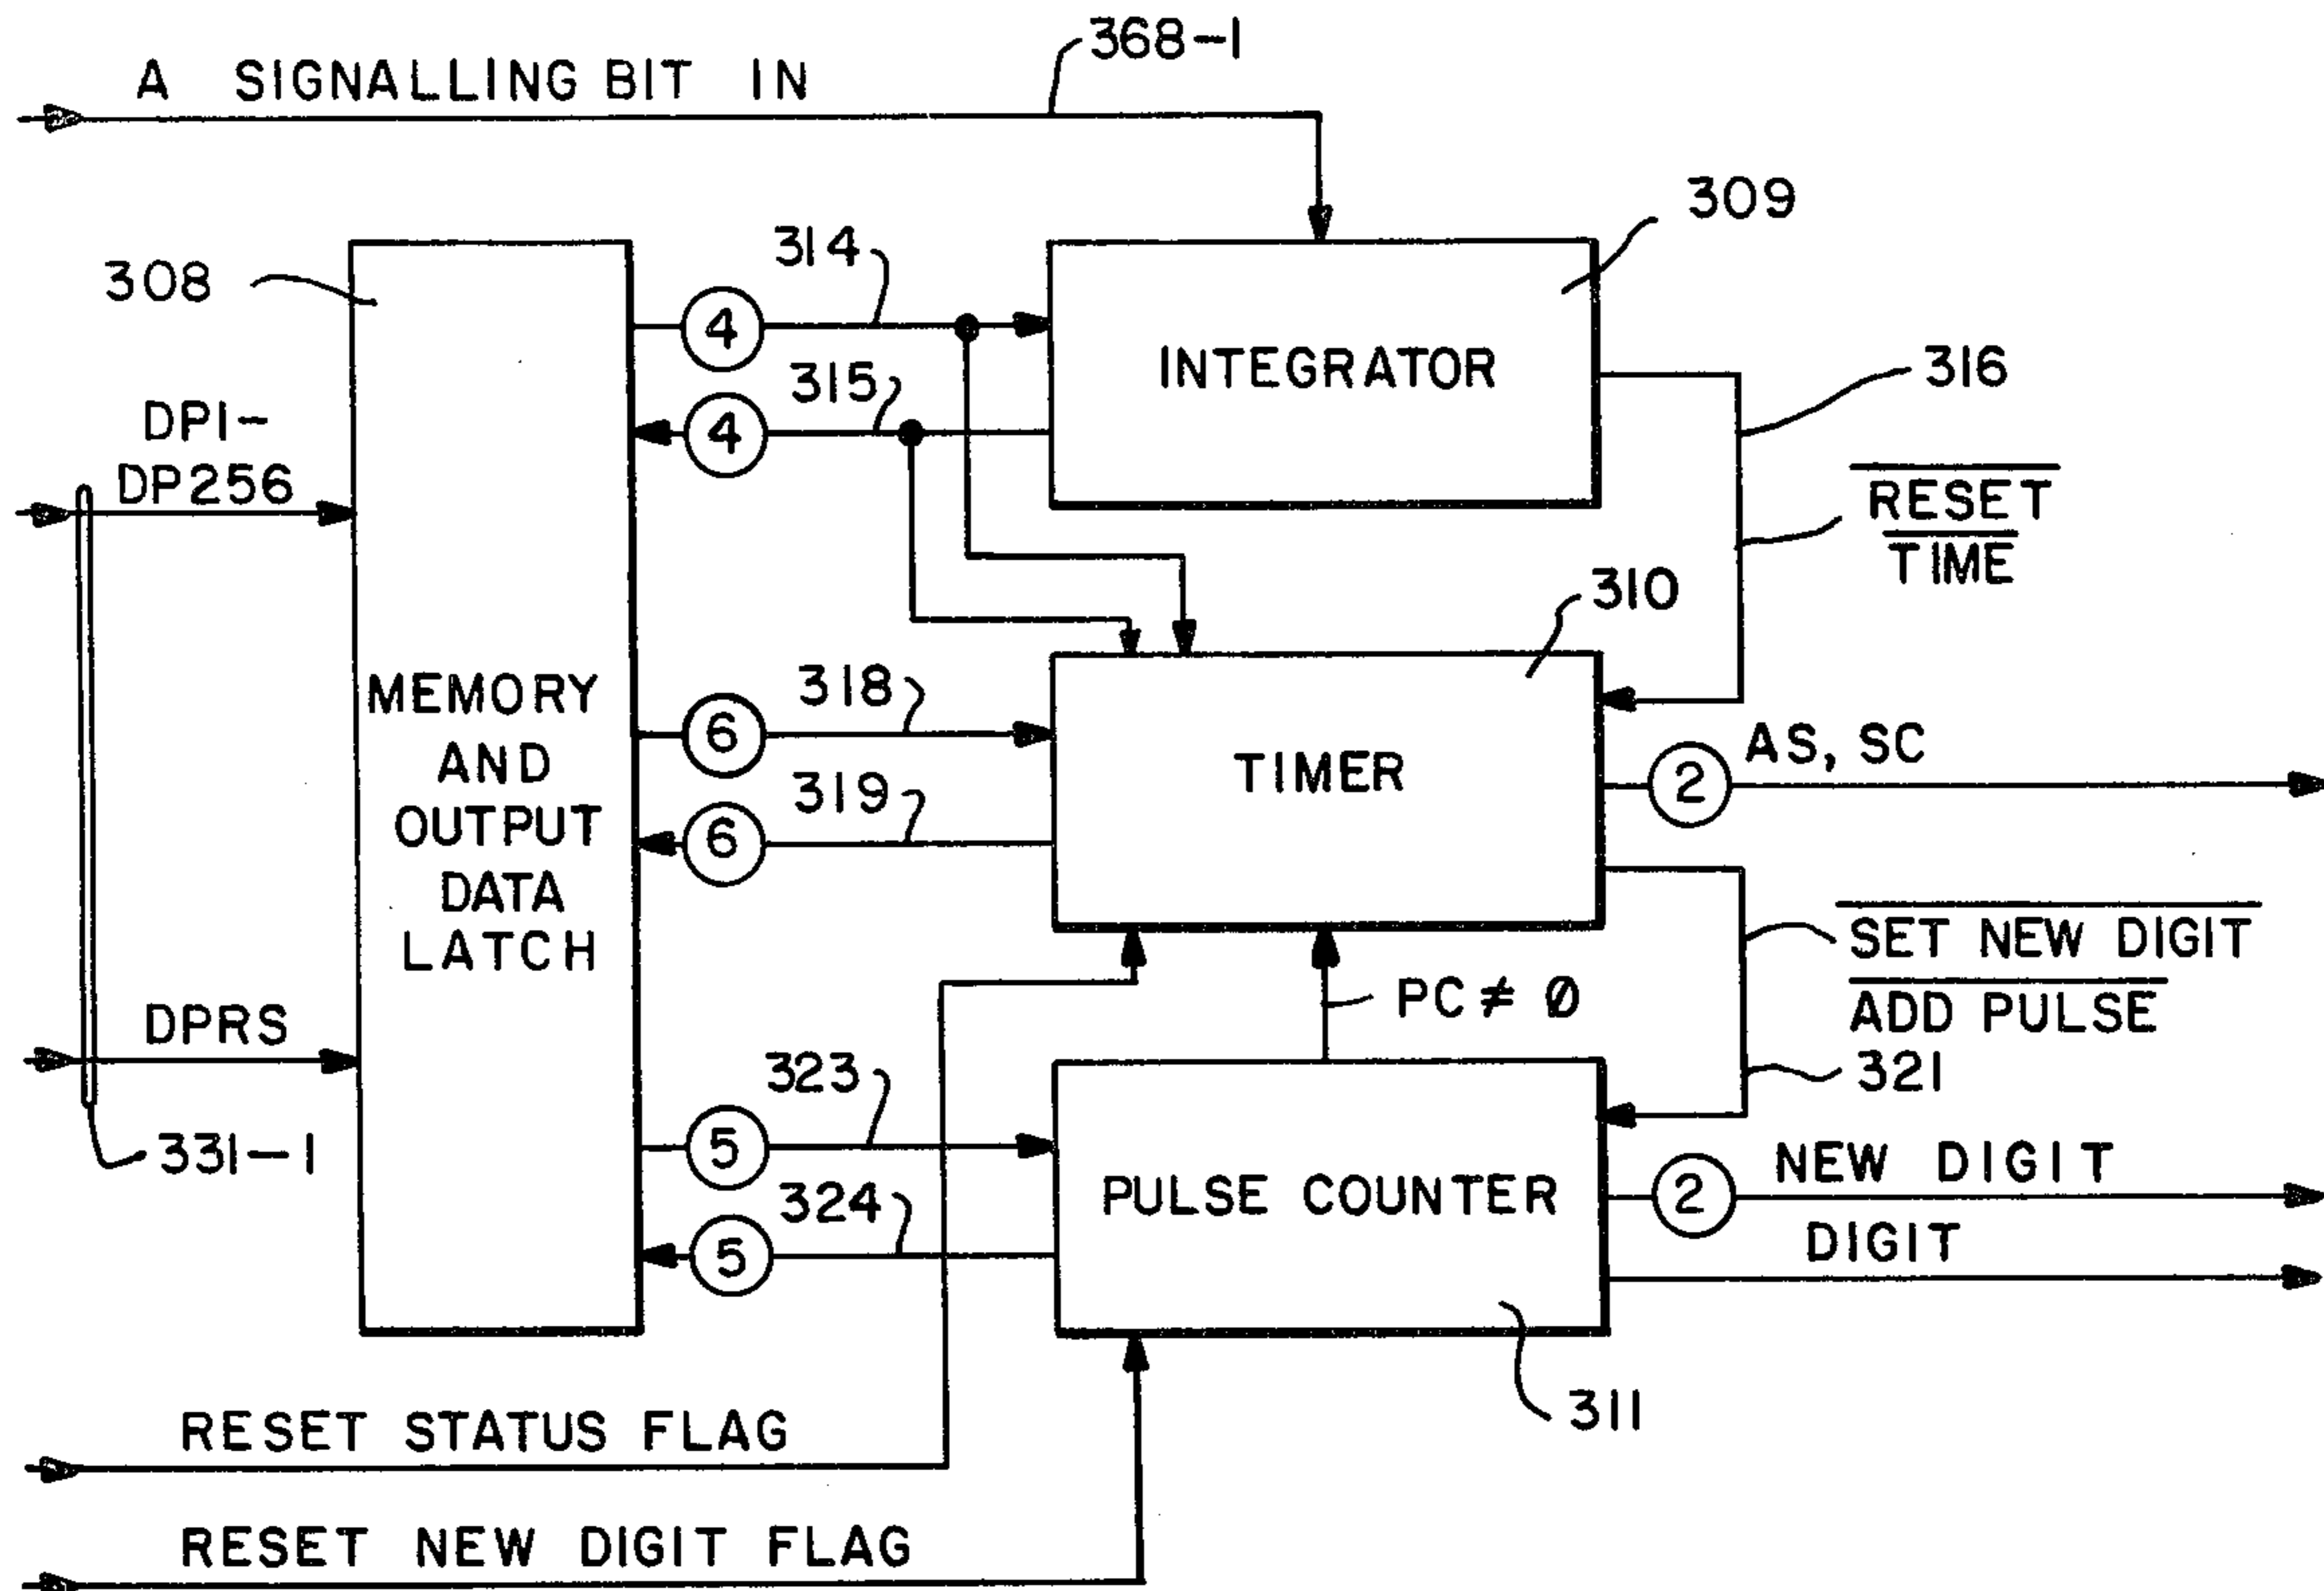 368-1
A SIGNALLING BIT IN
309
314
308
4
316
INTEGRATOR
315
DP1-
4
DP256
RESET
TIME
310
318
MEMORY
6
AS, SC
AND
TIMER
2
319
OUTPUT
6
DATA
SET NEW DIGIT
LATCH
PC ≠ Ø
ADD PULSE
DPRS
323
321
331-1
5
NEW DIGIT
324
PULSE COUNTER
2
5
DIGIT
311
RESET STATUS FLAG
RESET NEW DIGIT FLAG